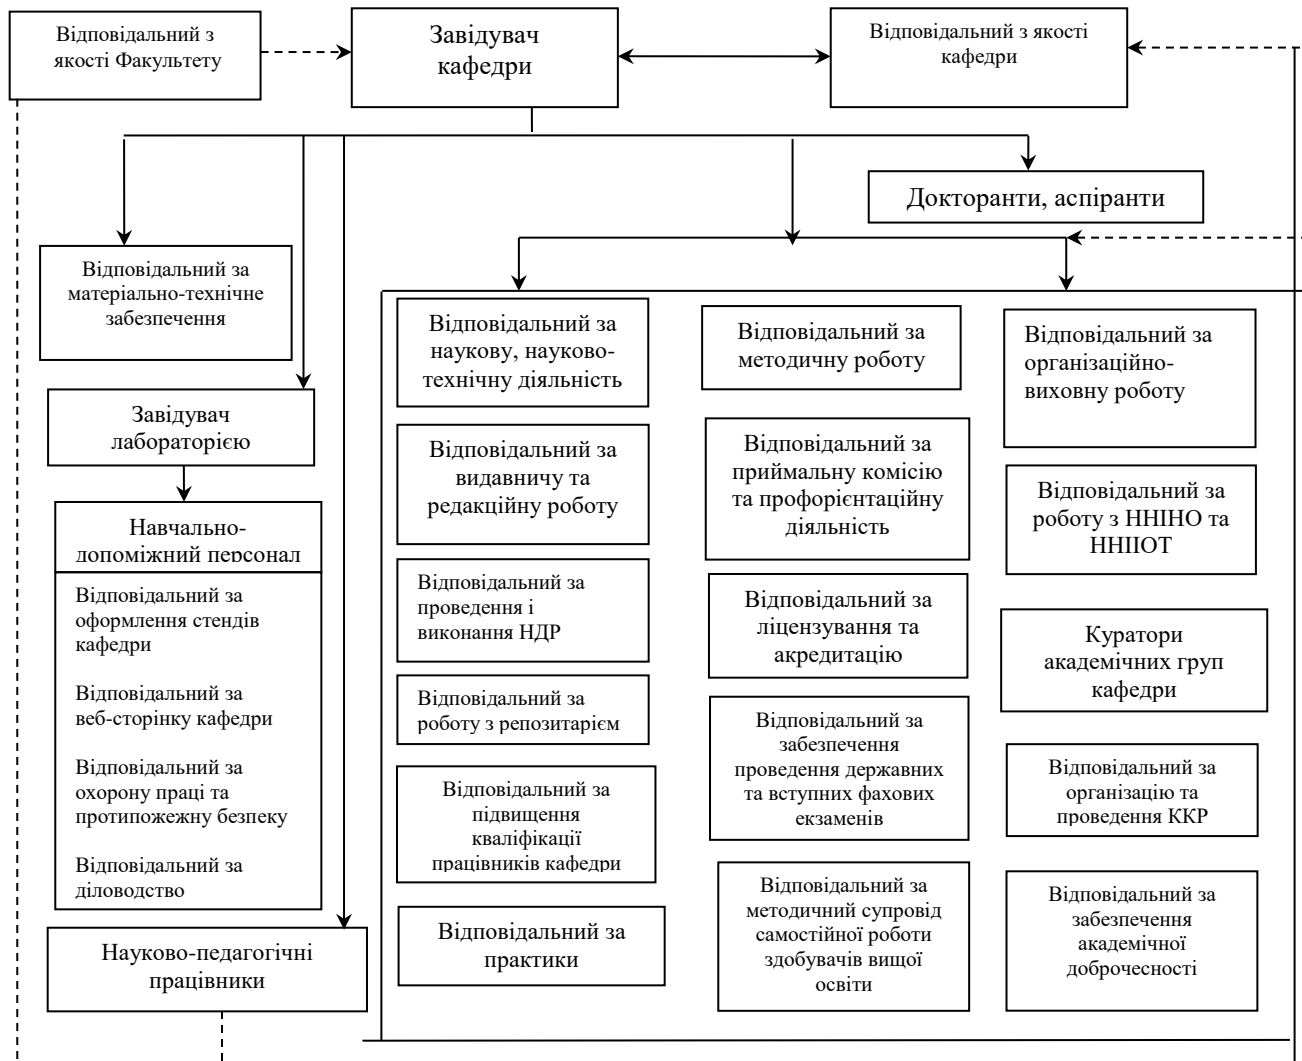 Відповідальний з
якості Факультету
Завідувач
кафедри
Відповідальний з якості
кафедри
Докторанти, аспіранти
Відповідальний за
матеріально-технічне
забезпечення
Завідувач
лабораторією
Навчально-
допоміжний персонал
Відповідальний за
оформлення стендів
кафедри
Відповідальний за
веб-сторінку кафедри
Відповідальний за
охорону праці та
протипожежну безпеку
Відповідальний за
діловодство
Науково-педагогічні
працівники
Відповідальний за
наукову, науково-
технічну діяльність
Відповідальний за
видавничу та
редакційну роботу
Відповідальний за
проведення і
виконання НДР
Відповідальний за
роботу з репозитарієм
Відповідальний за
підвищення
кваліфікації
працівників кафедри
Відповідальний за
практики
Відповідальний за
методичну роботу
Відповідальний за
приймальну комісію
та профорієнтаційну
діяльність
Відповідальний за
ліцензування та
акредитацію
Відповідальний за
забезпечення
проведення державних
та вступних фахових
екзаменів
Відповідальний за
методичний супровід
самостійної роботи
здобувачів вищої
освіти
Відповідальний за
організаційно-
виховну роботу
Відповідальний за
роботу з ННІНО та
ННІІОТ
Куратори
академічних груп
кафедри
Відповідальний за
організацію та
проведення ККР
Відповідальний за
забезпечення
академічної
доброчесності